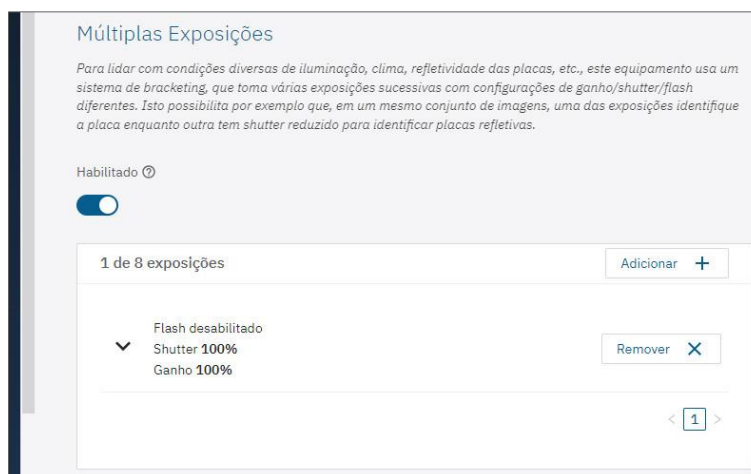 Múltiplas Exposições
Para lidar com condições diversas de iluminação, clima, refletividade das placas, etc., este equipamento usa um
sistema de bracketing, que toma várias exposições sucessivas com configurações de ganho/shutter/flash
diferentes. Isto possibilita por exemplo que, em um mesmo conjunto de imagens, uma das exposições identifique
a placa enquanto outra tem shutter reduzido para identificar placas refletivas.
Habilitado
1 de 8 exposições
Adicionar +
Flash desabilitado
Shutter 100%
Ganho 100%
Remover X
< 1 >